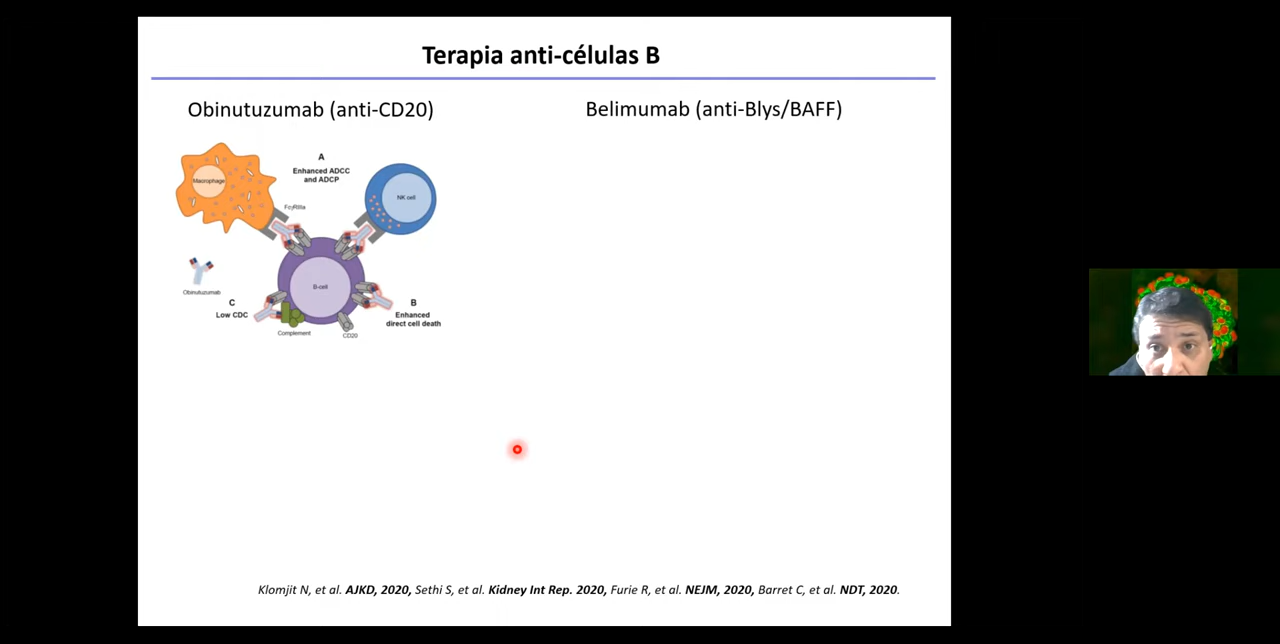 Terapia anti-células B
Obinutuzumab (anti-CD20)
Belimumab (anti-Blys/BAFF)
A
Enhanced ADCC
and ADCP
Macrophage
NK cell
FcγRIIIa
B-cell
Obinutuzumab
C
Low CDC
B
Enhanced
direct cell death
Complement
CD20
Klomjit N, et al. AJKD, 2020, Sethi S, et al. Kidney Int Rep. 2020, Furie R, et al. NEJM, 2020, Barret C, et al. NDT, 2020.